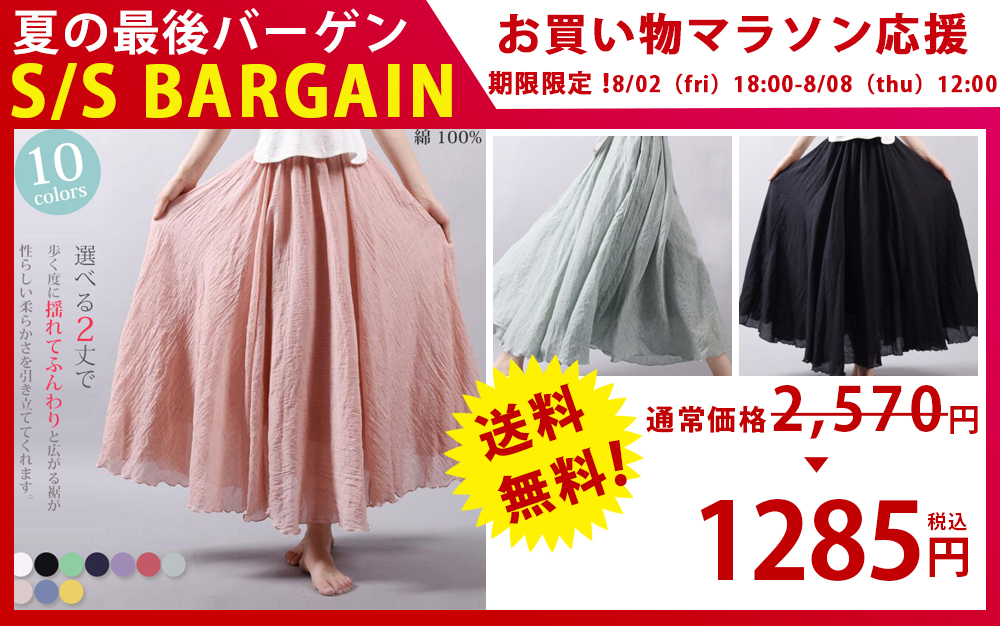 夏の最後バーゲン
S/S BARGAIN
お買い物マラソン応援
期間限定!8/02（fri）18:00-8/08（thu）12:00
10
colors
綿 100%
選べる2丈で
歩く度に揺れてふんわりと広がる裾が
性らしい柔らかさを引き立ててくれます。
送料
無料!
通常価格2,570円
1285税込円